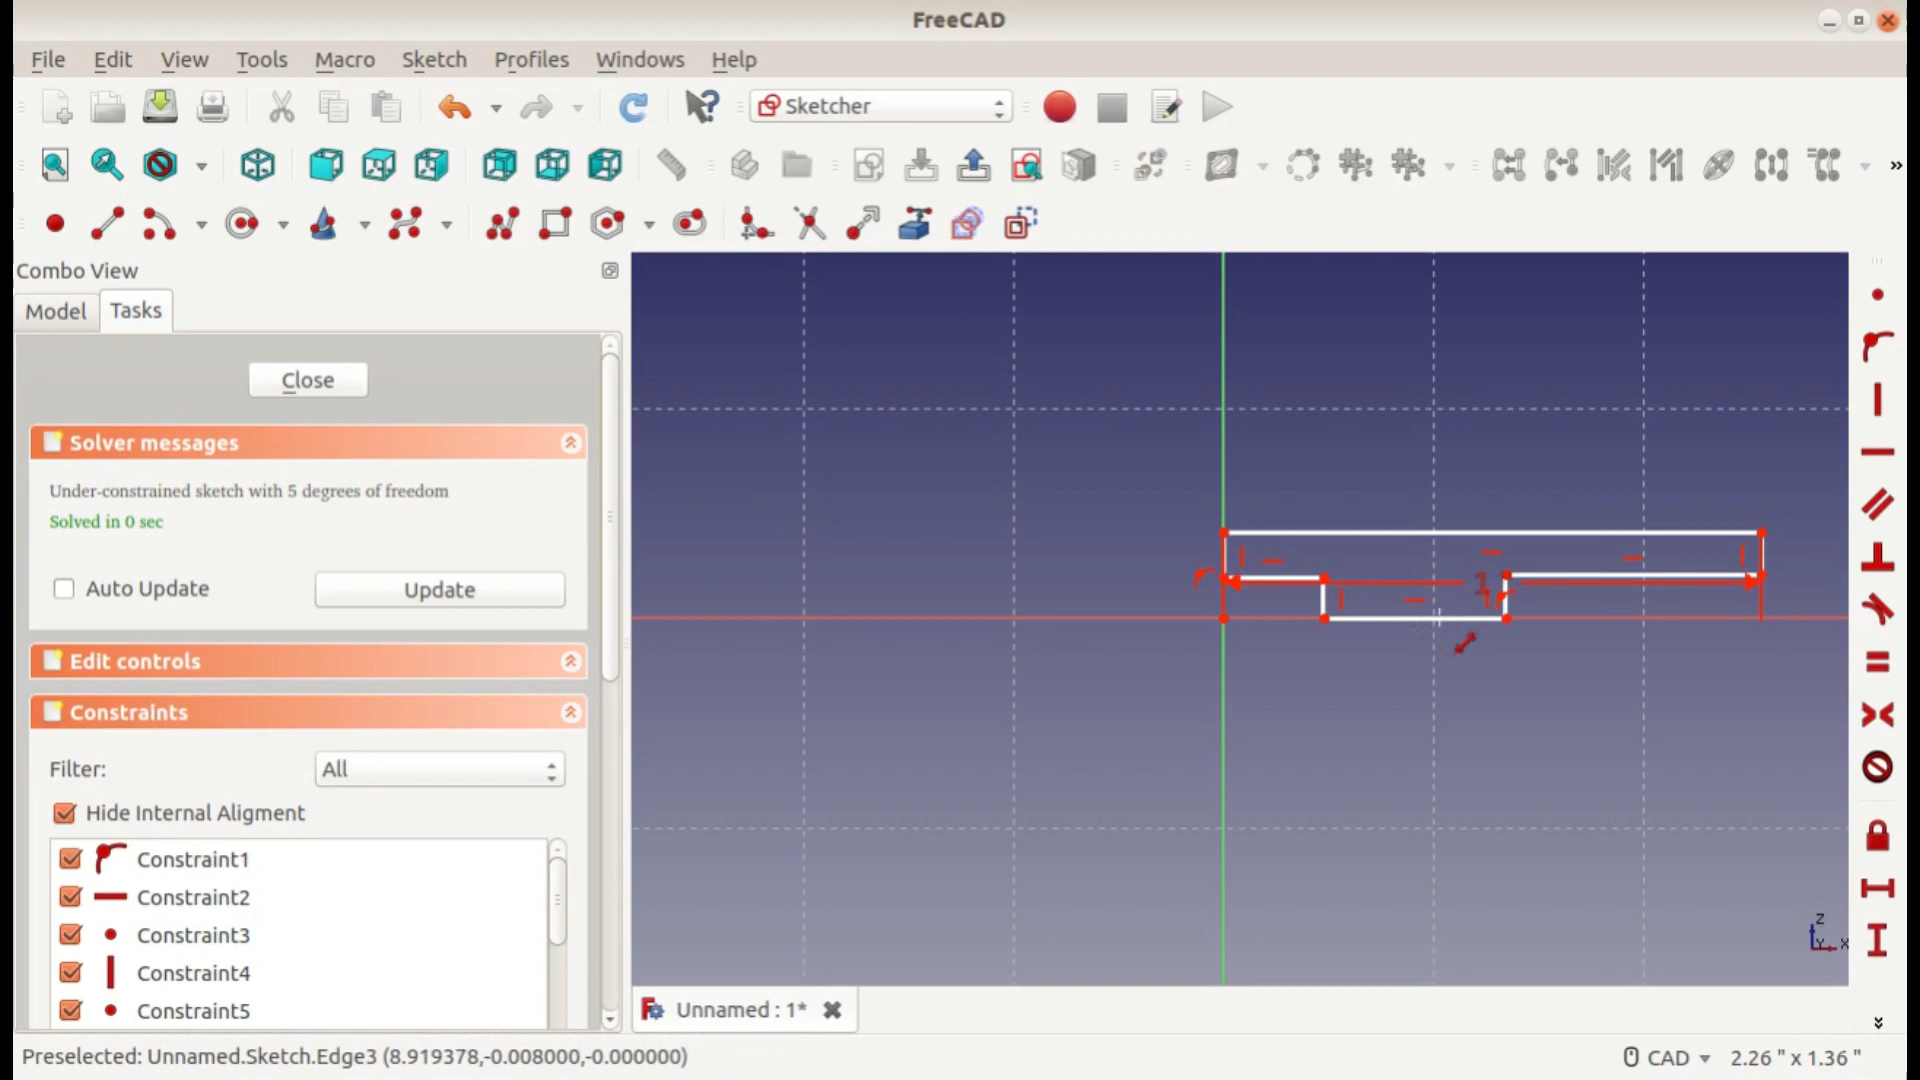 FreeCAD
File Edit View Tools Macro Sketch Profiles Windows Help
Sketcher
»
Combo View
Model Tasks
Close
Solver messages
Under-constrained sketch with 5 degrees of freedom
Solved in 0 sec
Auto Update Update
Edit controls
Constraints
Filter: All
Hide Internal Aligment
Constraint1
Constraint2
Constraint3
Constraint4
Constraint5
1
Z
Y X
Unnamed : 1*
Preselected: Unnamed.Sketch.Edge3 (8.919378,-0.008000,-0.000000) CAD 2.26 " x 1.36 "